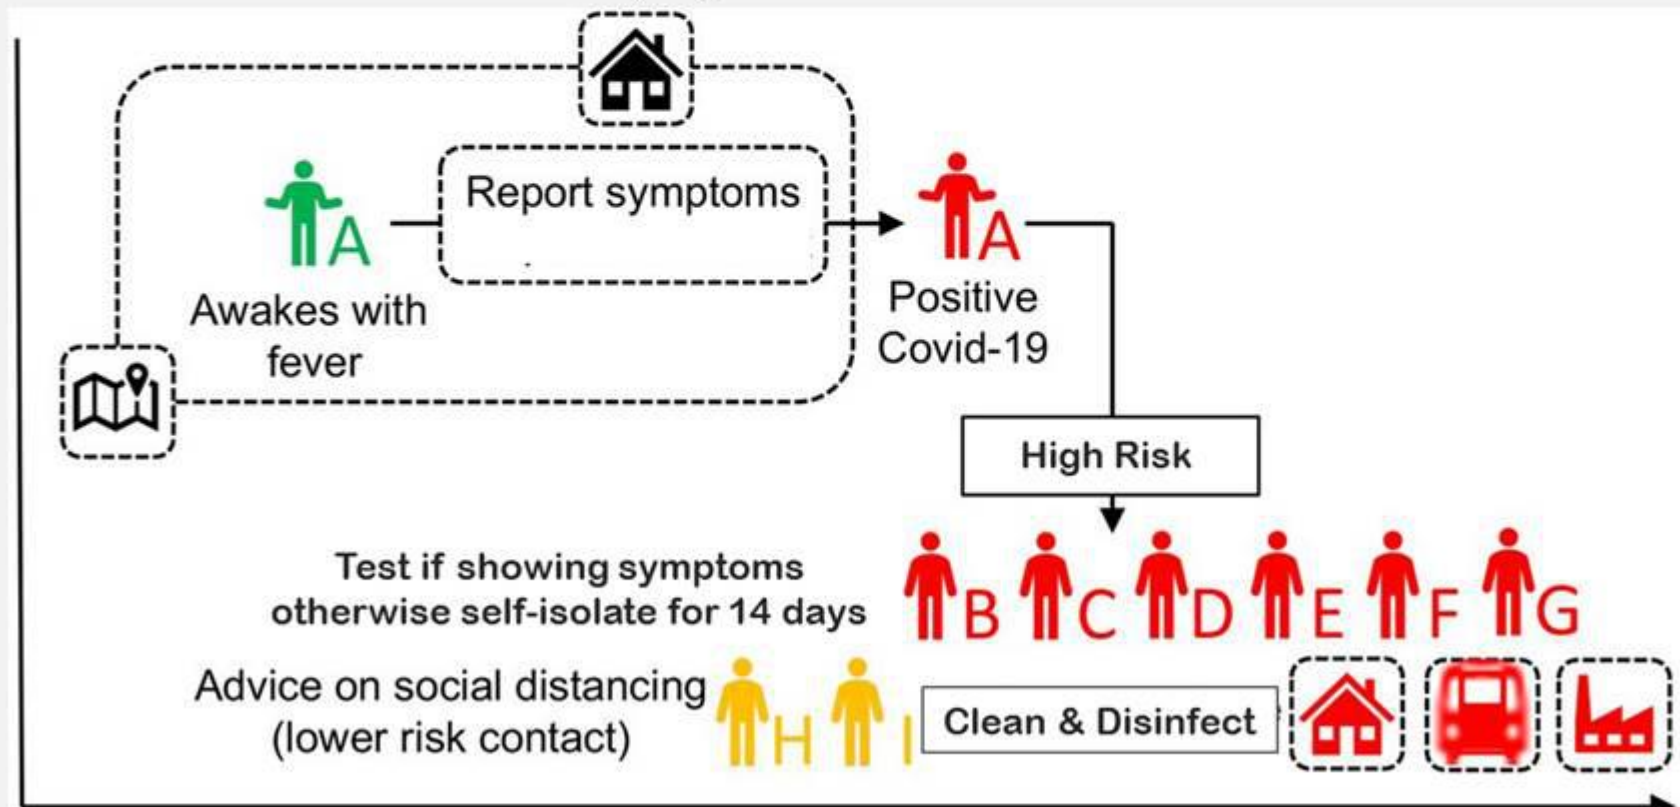 A
Report symptoms
A
Awakes with
fever
Positive
Covid-19
High Risk
Test if showing symptoms
otherwise self-isolate for 14 days
B C D E F G
Advice on social distancing
(lower risk contact)
H I
Clean & Disinfect